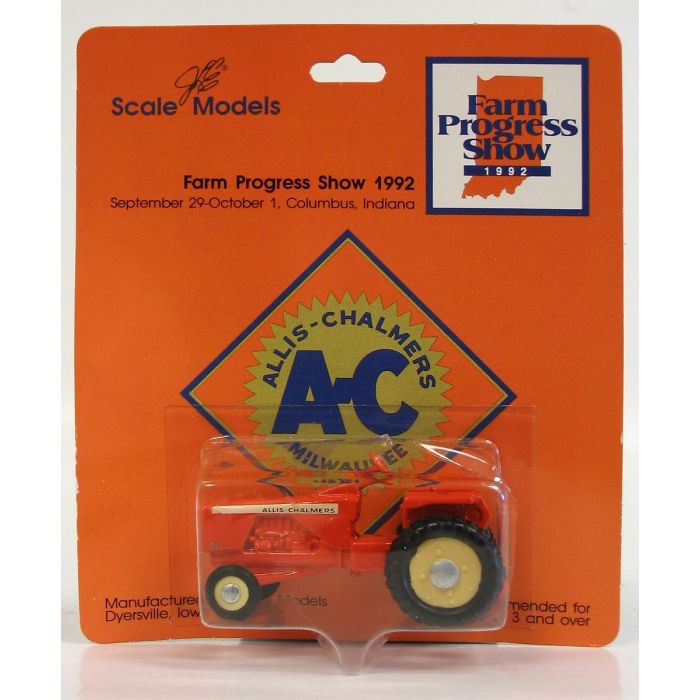 JLE®
Scale Models
Farm
Progress
Show
1992
Farm Progress Show 1992
September 29-October 1, Columbus, Indiana
ALLIS-CHALMERS
A-C
MILWAUKEE
ALLIS-CHALMERS
Manufactured Models
Dyersville, mended for
3 and over